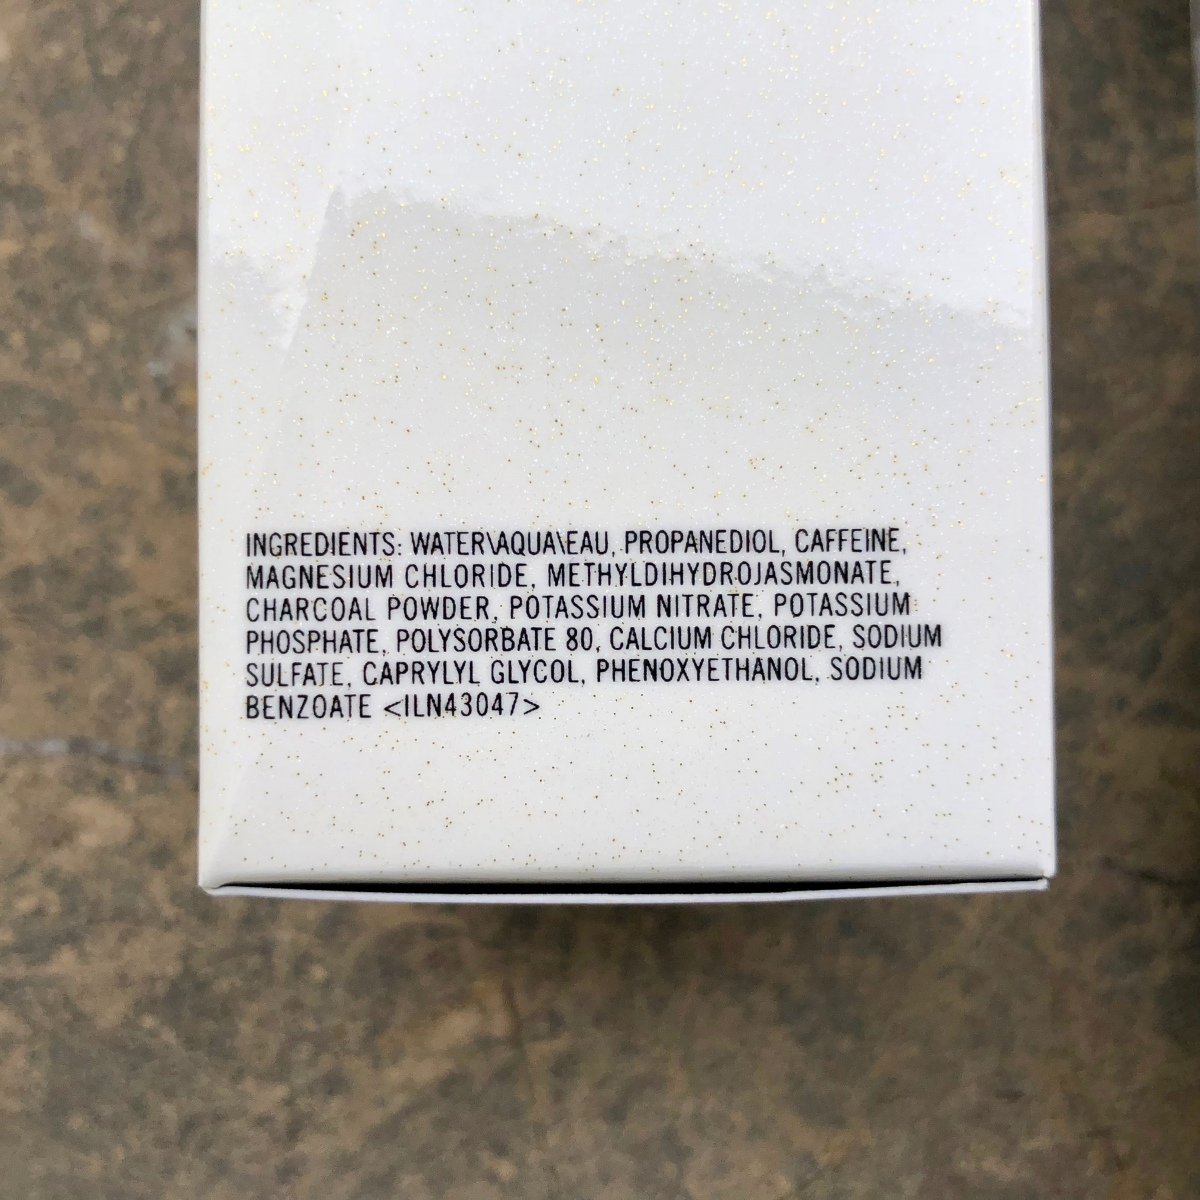 INGREDIENTS: WATER\AQUA\EAU, PROPANEDIOL, CAFFEINE,
MAGNESIUM CHLORIDE, METHYLDIHYDROJASMONATE,
CHARCOAL POWDER, POTASSIUM NITRATE, POTASSIUM
PHOSPHATE, POLYSORBATE 80, CALCIUM CHLORIDE, SODIUM
SULFATE, CAPRYLYL GLYCOL, PHENOXYETHANOL, SODIUM
BENZOATE <ILN43047>